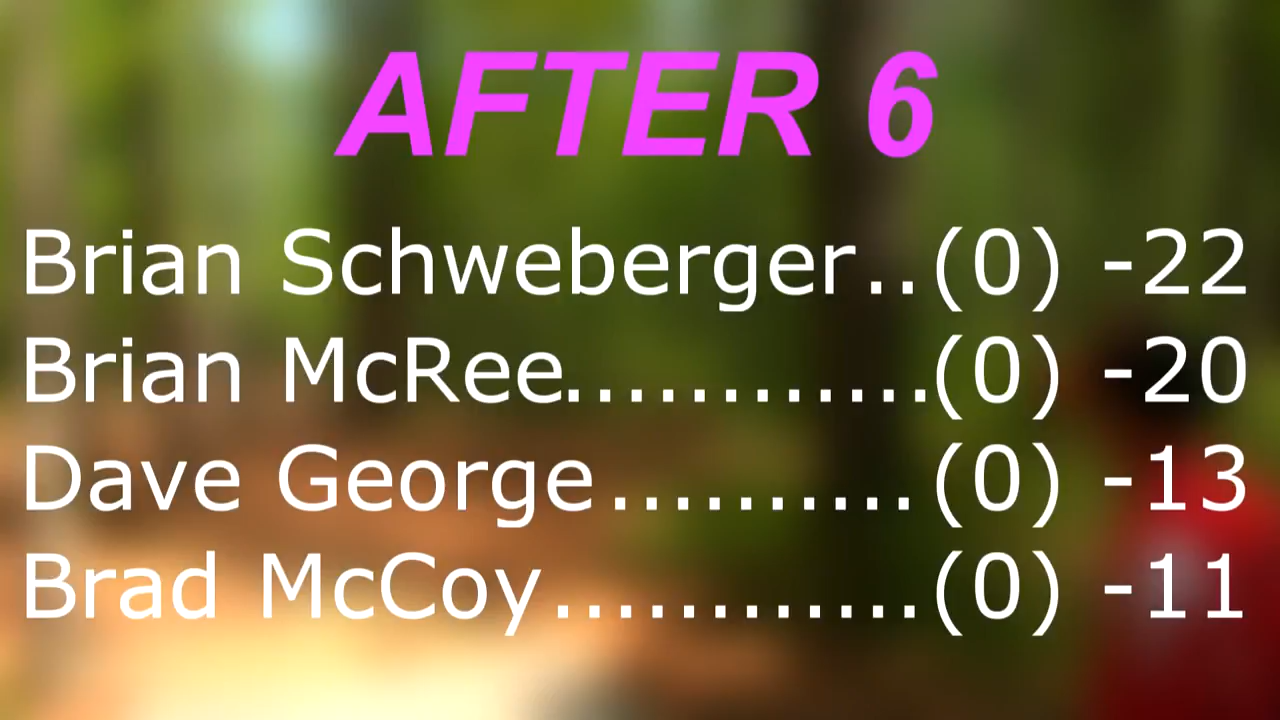 AFTER 6
Brian Schweberger..(0) -22
Brian McRee............(0) -20
Dave George..........(0) -13
Brad McCoy............(0) -11